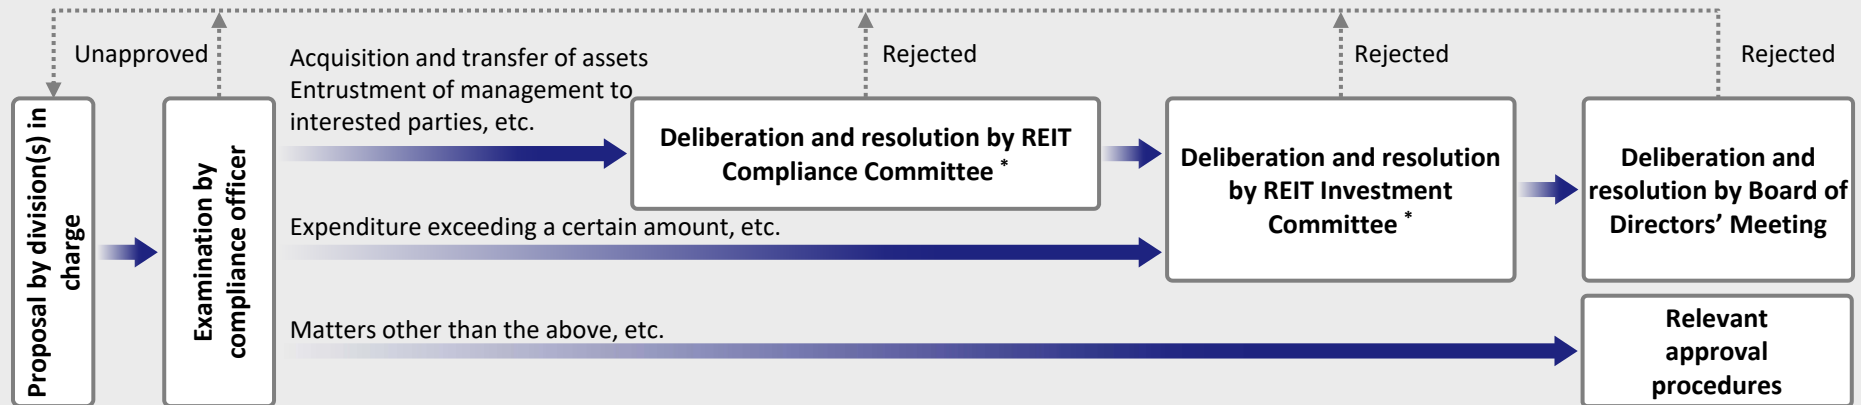 Unapproved
Rejected
Rejected
Rejected
Proposal by division(s) in
charge
Examination by
compliance officer
Acquisition and transfer of assets
Entrustment of management to
interested parties, etc.
Deliberation and resolution by REIT
Compliance Committee *
Deliberation and resolution
by REIT Investment
Committee *
Deliberation and
resolution by Board of
Directors’ Meeting
Expenditure exceeding a certain amount, etc.
Matters other than the above, etc.
Relevant
approval
procedures